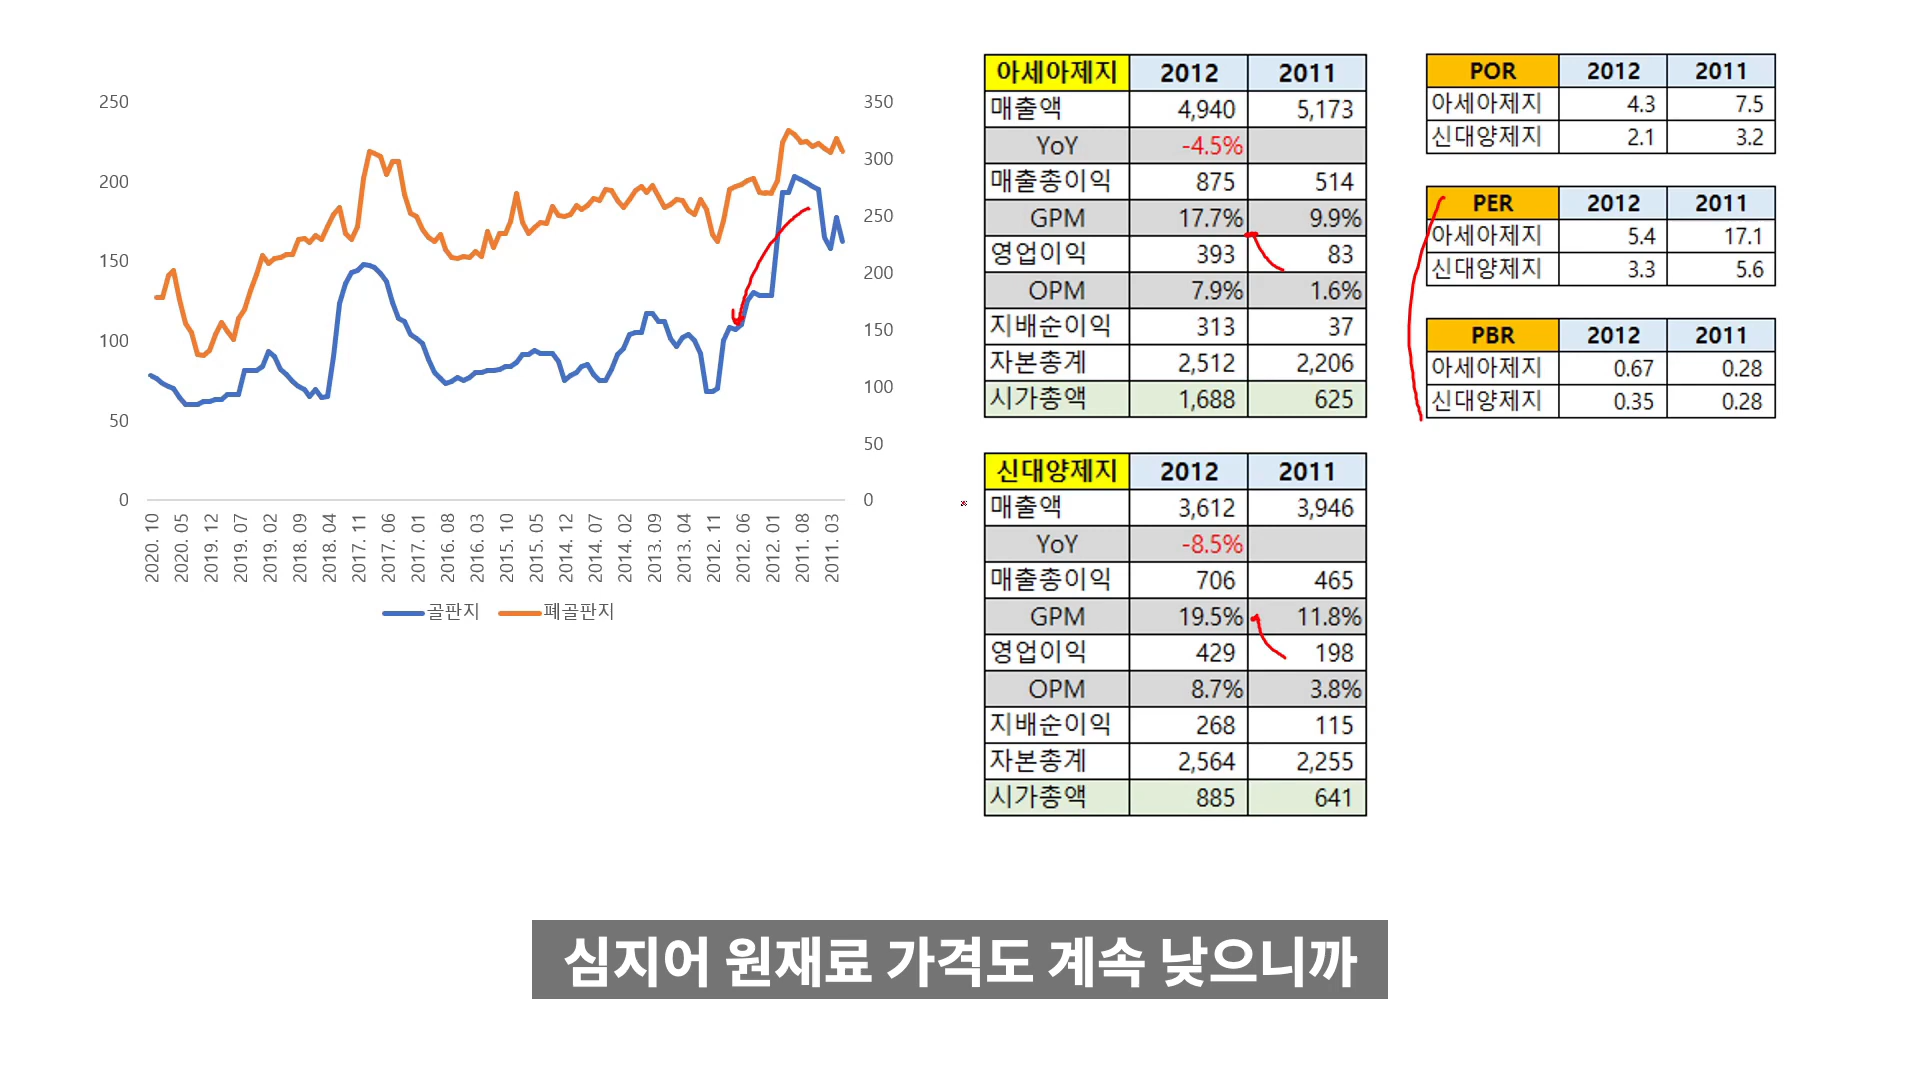 250
200
150
100
50
0
350
300
250
200
150
100
50
0
2020. 10
2020. 05
2019. 12
2019. 07
2019. 02
2018. 09
2018. 04
2017. 11
2017. 06
2017. 01
2016. 08
2016. 03
2015. 10
2015. 05
2014. 12
2014. 07
2014. 02
2013. 09
2013. 04
2012. 11
2012. 06
2012. 01
2011. 08
2011. 03
골판지 폐골판지
아세아제지 2012 2011
매출액 4,940 5,173
YoY -4.5%
매출총이익 875 514
GPM 17.7% 9.9%
영업이익 393 83
OPM 7.9% 1.6%
지배순이익 313 37
자본총계 2,512 2,206
시가총액 1,688 625
신대양제지 2012 2011
매출액 3,612 3,946
YoY -8.5%
매출총이익 706 465
GPM 19.5% 11.8%
영업이익 429 198
OPM 8.7% 3.8%
지배순이익 268 115
자본총계 2,564 2,255
시가총액 885 641
POR 2012 2011
아세아제지 4.3 7.5
신대양제지 2.1 3.2
PER 2012 2011
아세아제지 5.4 17.1
신대양제지 3.3 5.6
PBR 2012 2011
아세아제지 0.67 0.28
신대양제지 0.35 0.28
심지어 원재료 가격도 계속 낮으니까